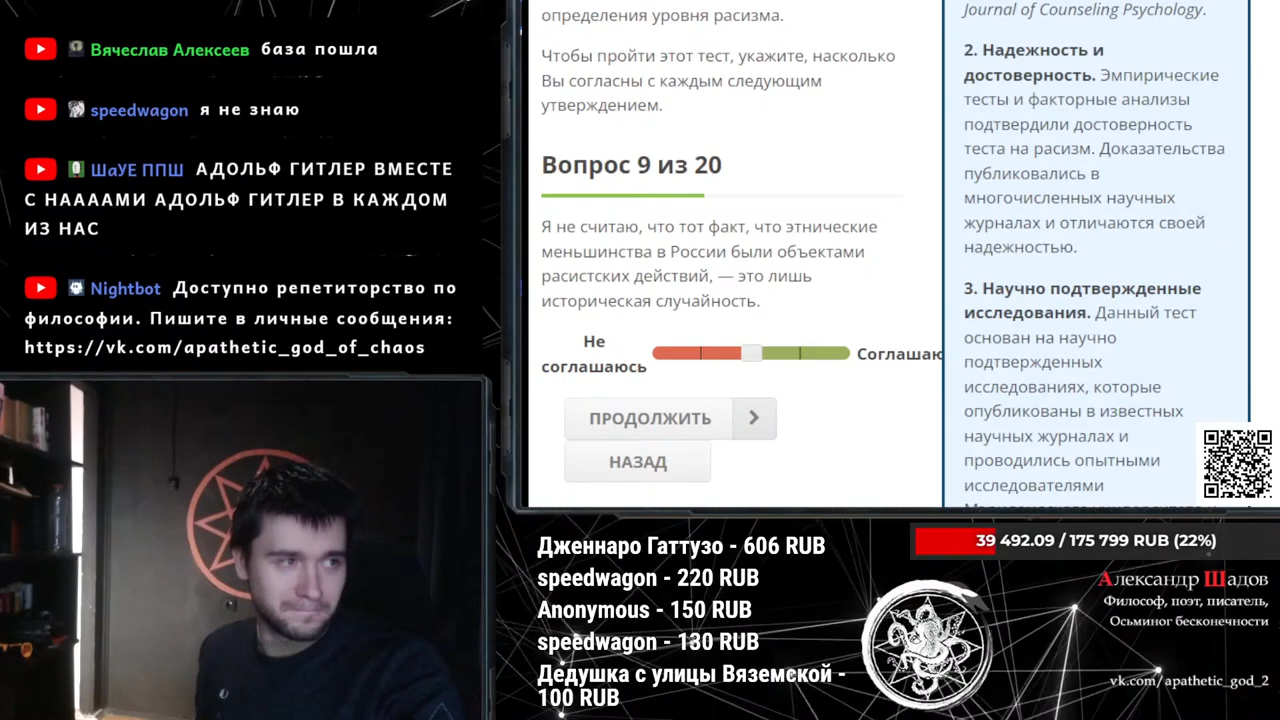 Вячеслав Алексеев база пошла
speedwagon я не знаю
ШаУЕ ППШ АДОЛЬФ ГИТЛЕР ВМЕСТЕ
С НААААМИ АДОЛЬФ ГИТЛЕР В КАЖДОМ
ИЗ НАС
Nightbot Доступно репетиторство по
философии. Пишите в личные сообщения:
https://vk.com/apathetic_god_of_chaos
определения уровня расизма.
Чтобы пройти этот тест, укажите, насколько
Вы согласны с каждым следующим
утверждением.
Вопрос 9 из 20
Я не считаю, что тот факт, что этнические
меньшинства в России были объектами
расистских действий, — это лишь
историческая случайность.
Не
соглашаюсь
Соглашаю
ПРОДОЛЖИТЬ
НАЗАД
Journal of Counseling Psychology.
2. Надежность и
достоверность. Эмпирические
тесты и факторные анализы
подтвердили достоверность
теста на расизм. Доказательства
публиковались в
многочисленных научных
журналах и отличаются своей
надежностью.
3. Научно подтвержденные
исследования. Данный тест
основан на научно
подтвержденных
исследованиях, которые
опубликованы в известных
научных журналах и
проводились опытными
исследователями
Дженнаро Гаттузо - 606 RUB
speedwagon - 220 RUB
Anonymous - 150 RUB
speedwagon - 130 RUB
Дедушка с улицы Вяземской -
100 RUB
39 492.09 / 175 799 RUB (22%)
Александр Шадов
Философ, поэт, писатель,
Осьминог бесконечности
vk.com/apathetic_god_2